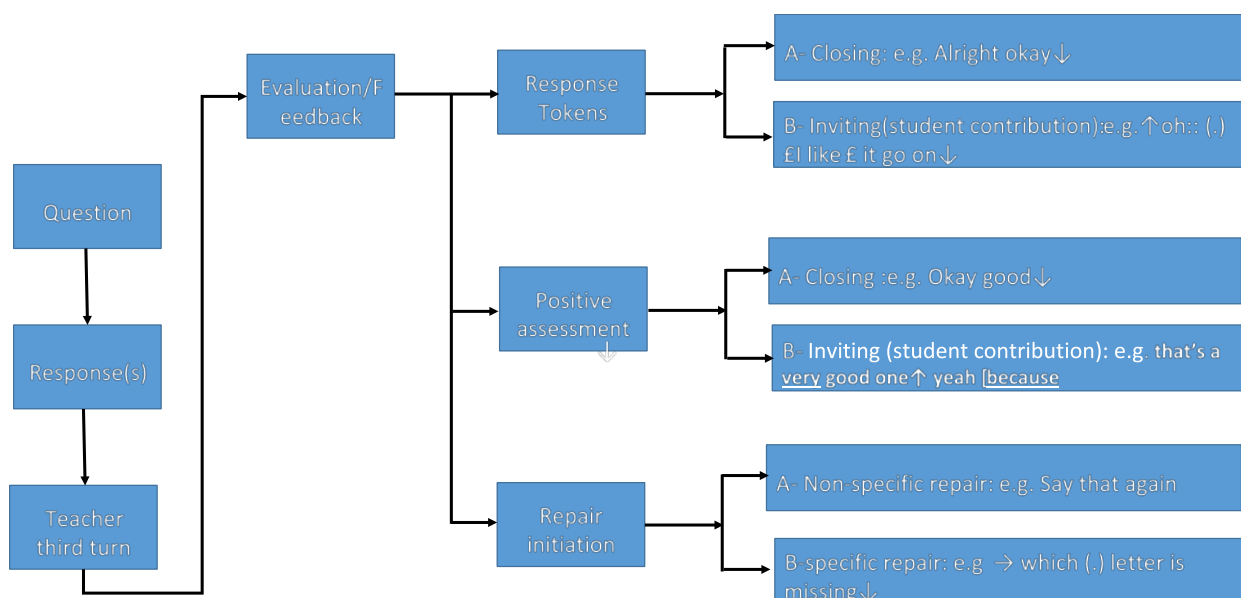 Question
Response(s)
Teacher
third turn
Evaluation/F
eedback
Response
Tokens
A- Closing: e.g. Alright okay↓
B- Inviting(student contribution):e.g.↑oh:: (.)
£I like £ it go on↓
Positive
assessment
↓
A- Closing :e.g. Okay good↓
B- Inviting (student contribution): e.g. that’s a
very good one↑ yeah [because
Repair
initiation
A- Non-specific repair: e.g. Say that again
B-specific repair: e.g → which (.) letter is
missing↓